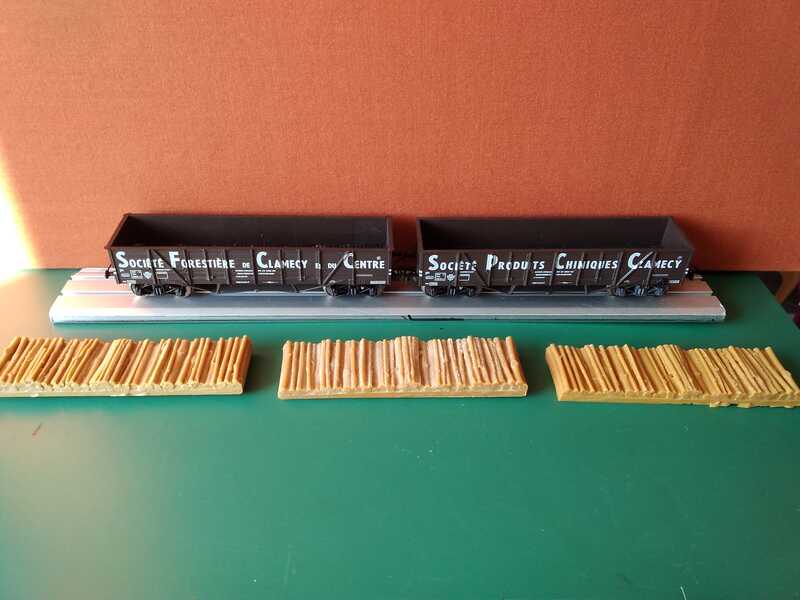 SOCIÉTÉ FORESTIÈRE DE CLAMECY ET DU CENTRE
SOCIÉTÉ PRODUITS CHIMIQUES CLAMECY